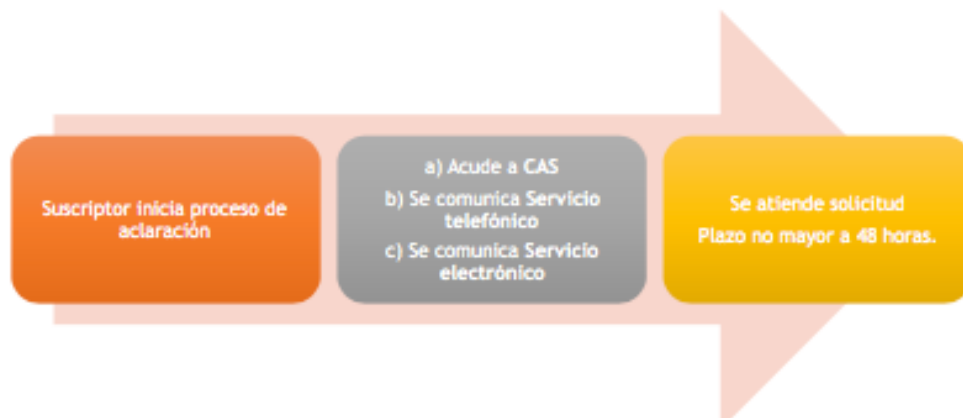 Suscriptor inicia proceso de
aclaración
a) Acude a CAS
b) Se comunica Servicio
telefónico
c) Se comunica Servicio
electrónico
Se atiende solicitud
Plazo no mayor a 48 horas.